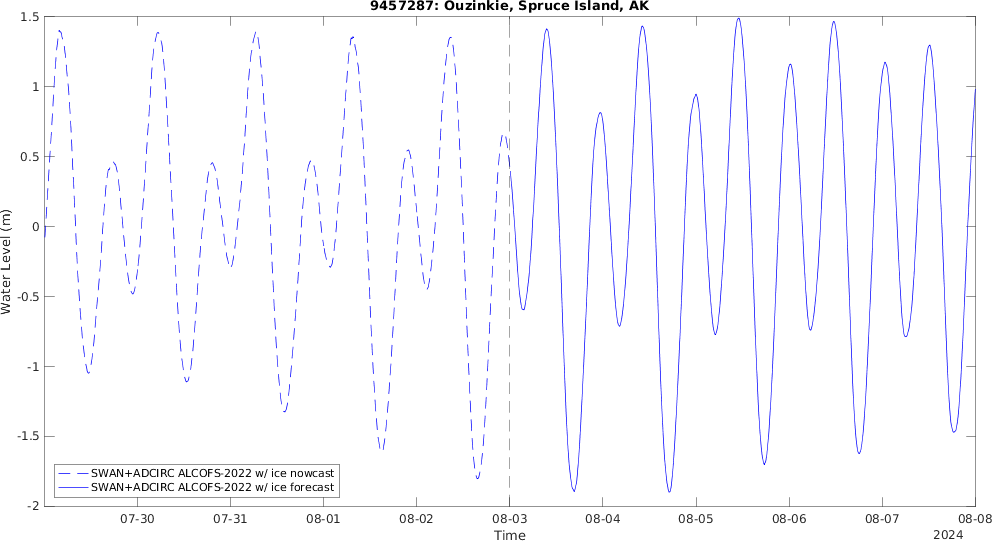 9457287: Ouzinkie, Spruce Island, AK
Water Level (m)
1.5
1
0.5
0
-0.5
-1
-1.5
-2
SWAN+ADCIRC ALCOFS-2022 w/ ice nowcast
SWAN+ADCIRC ALCOFS-2022 w/ ice forecast
07-30 07-31 08-01 08-02 08-03 08-04 08-05 08-06 08-07 08-08
Time
2024